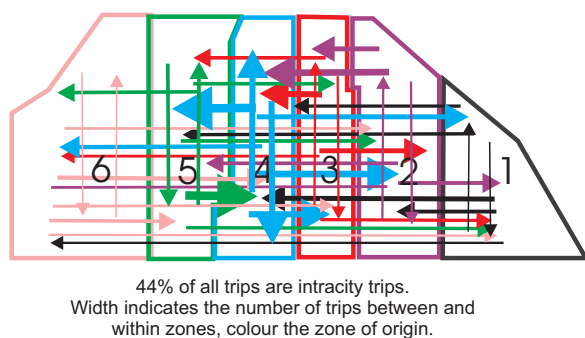 6 5 4 3 2 1
44% of all trips are intracity trips.
Width indicates the number of trips between and
within zones, colour the zone of origin.